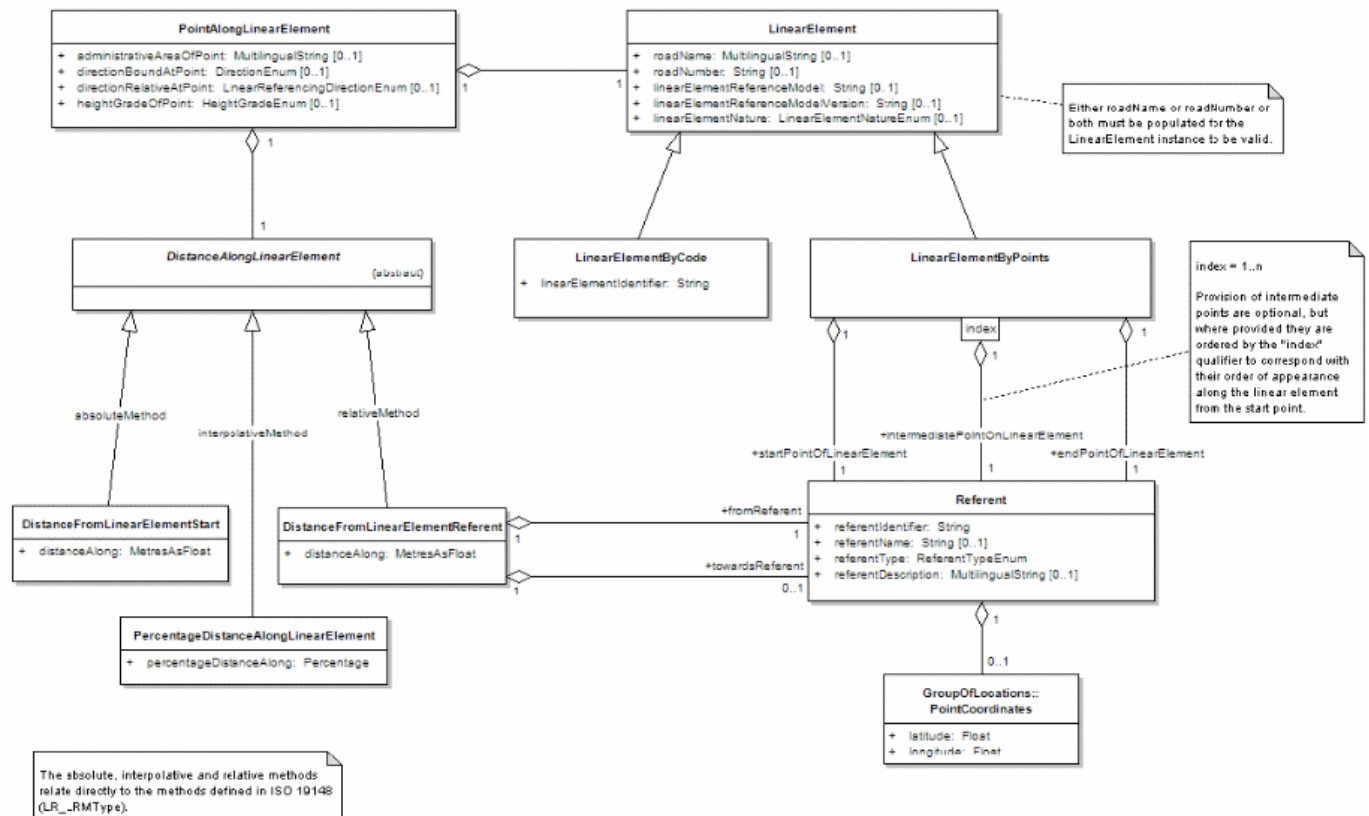 PointAlongLinearElement
+ administrativeAreaOfPoint: MultilingualString [0..1]
+ directionBoundAtPoint: DirectionEnum [0..1]
+ directionRelativeAtPoint: LinearReferencingDirectionEnum [0..1]
+ heightGradeOfPoint: HeightGradeEnum [0..1]
1
1
LinearElement
+ roadName: MultilingualString [0..1]
+ roadNumber: String [0..1]
+ linearElementReferenceModel: String [0..1]
+ linearElementReferenceModelVersion: String [0..1]
+ linearElementNature: LinearElementNatureEnum [0..1]
Either roadName or roadNumber or
both must be populated for the
LinearElement instance to be valid.
1
1
DistanceAlongLinearElement
{abstract}
LinearElementByCode
+ linearElementIdentifier: String
LinearElementByPoints
index
1
1
1
index = 1..n
Provision of intermediate
points are optional, but
where provided they are
ordered by the "index"
qualifier to correspond with
their order of appearance
along the linear element
from the start point.
absoluteMethod
interpolativeMethod
relativeMethod
+intermediatePointOnLinearElement
+startPointOfLinearElement
+endPointOfLinearElement
1
1
1
DistanceFromLinearElementStart
+ distanceAlong: MetresAsFloat
DistanceFromLinearElementReferent
+ distanceAlong: MetresAsFloat
+fromReferent
1
1
+towardsReferent
1
0..1
Referent
+ referentIdentifier: String
+ referentName: String [0..1]
+ referentType: ReferentTypeEnum
+ referentDescription: MultilingualString [0..1]
1
0..1
PercentageDistanceAlongLinearElement
+ percentageDistanceAlong: Percentage
GroupOfLocations::
PointCoordinates
+ latitude: Float
+ longitude: Float
The absolute, interpolative and relative methods
relate directly to the methods defined in ISO 19148
(LR_LRMType).